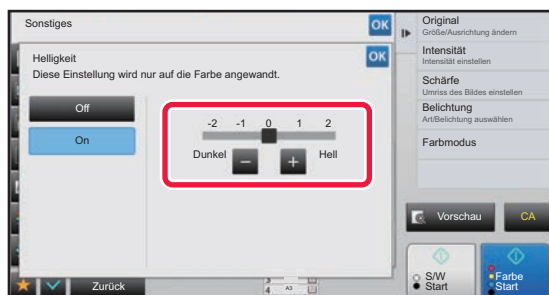 Sonstiges
OK
Helligkeit
OK
Diese Einstellung wird nur auf die Farbe angewandt.
Off
On
-2 -1 0 1 2
Dunkel
Hell
Zurück
3
4 A3
Original
Größe/Ausrichtung ändern
Intensität
Intensität einstellen
Schärfe
Umriss des Bildes einstellen
Belichtung
Art/Belichtung auswählen
Farbmodus
Vorschau
CA
S/W
Start
Farbe
Start